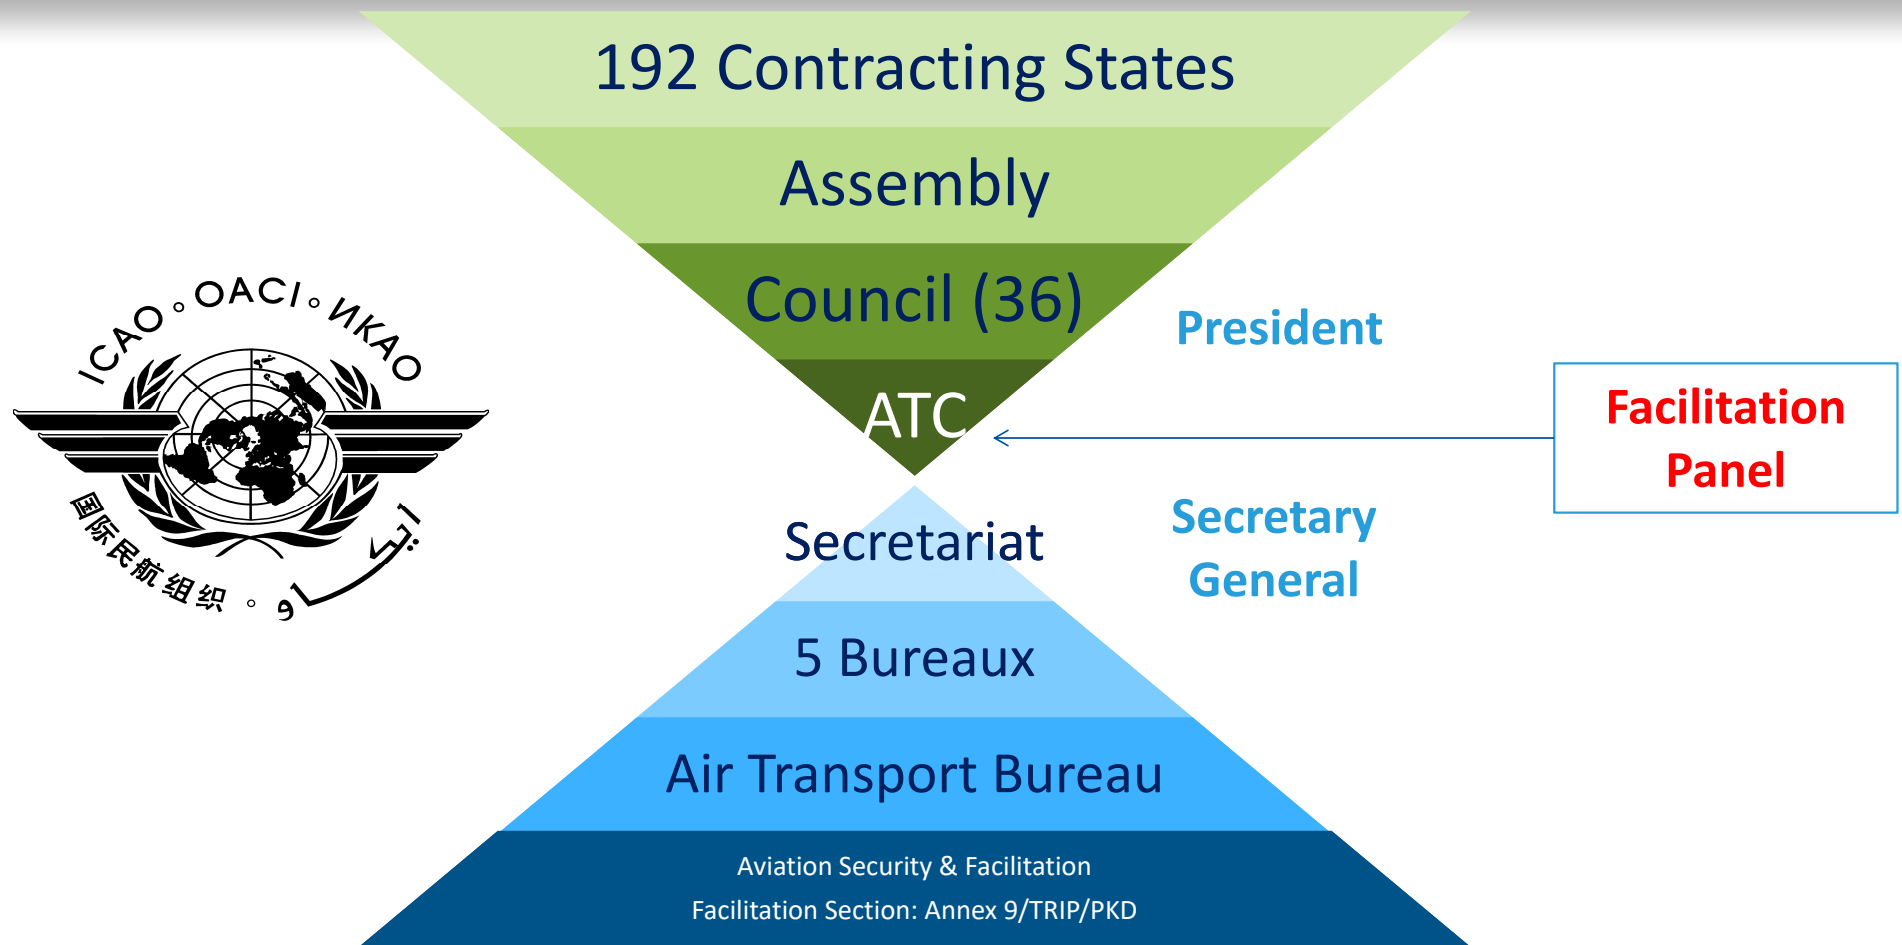 192 Contracting States
Assembly
Council (36)
ATC
President
Facilitation
Panel
ICAO ° OACI ° ИКАО
国际民航组织 ° ايكاو
Secretariat
Secretary
General
5 Bureaux
Air Transport Bureau
Aviation Security & Facilitation
Facilitation Section: Annex 9/TRIP/PKD